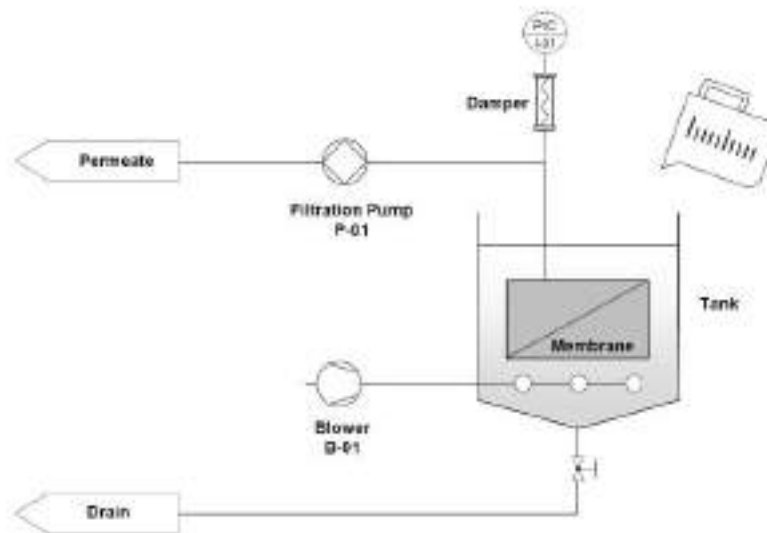 PIC
Damper
Permeate
Filtration Pump
P-01
Tank
Membrane
Blower
B-01
Drain